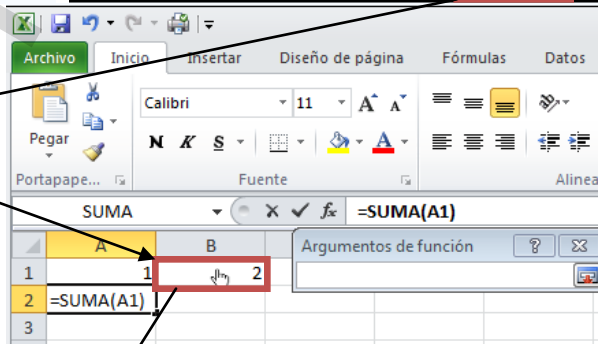 Archivo Inicio Insertar Diseño de página Fórmulas Datos
Calibri 11 A A
Pegar N K S A
Portapape... Fuente Alinea
SUMA fx =SUMA(A1)
A B Argumentos de función ?
1 1 2
2 =SUMA(A1)
3